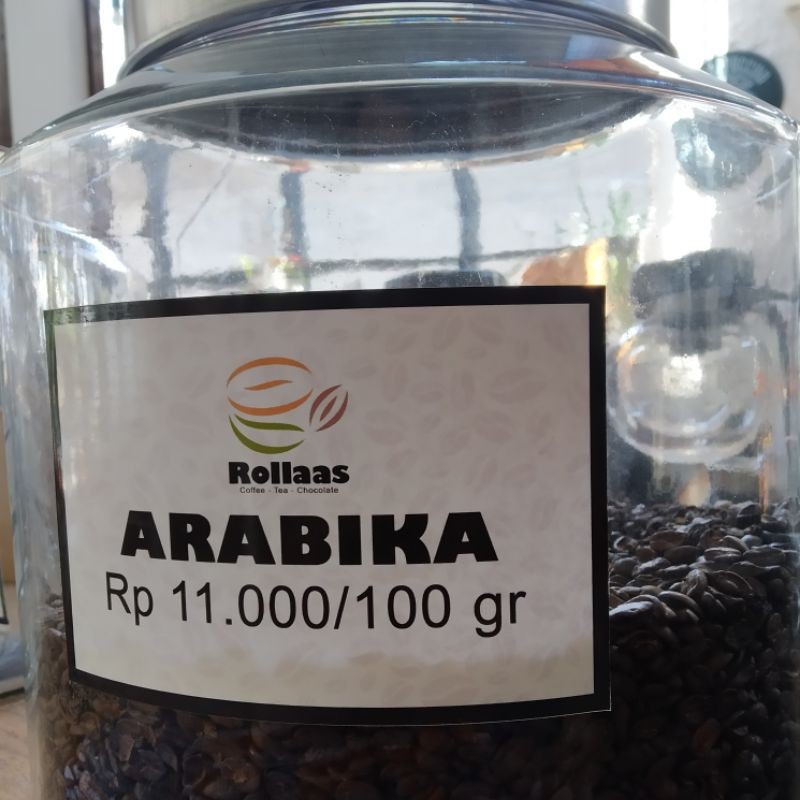 Rollaas
Coffee - Tea - Chocolate
ARABIKA
Rp 11.000/100 gr